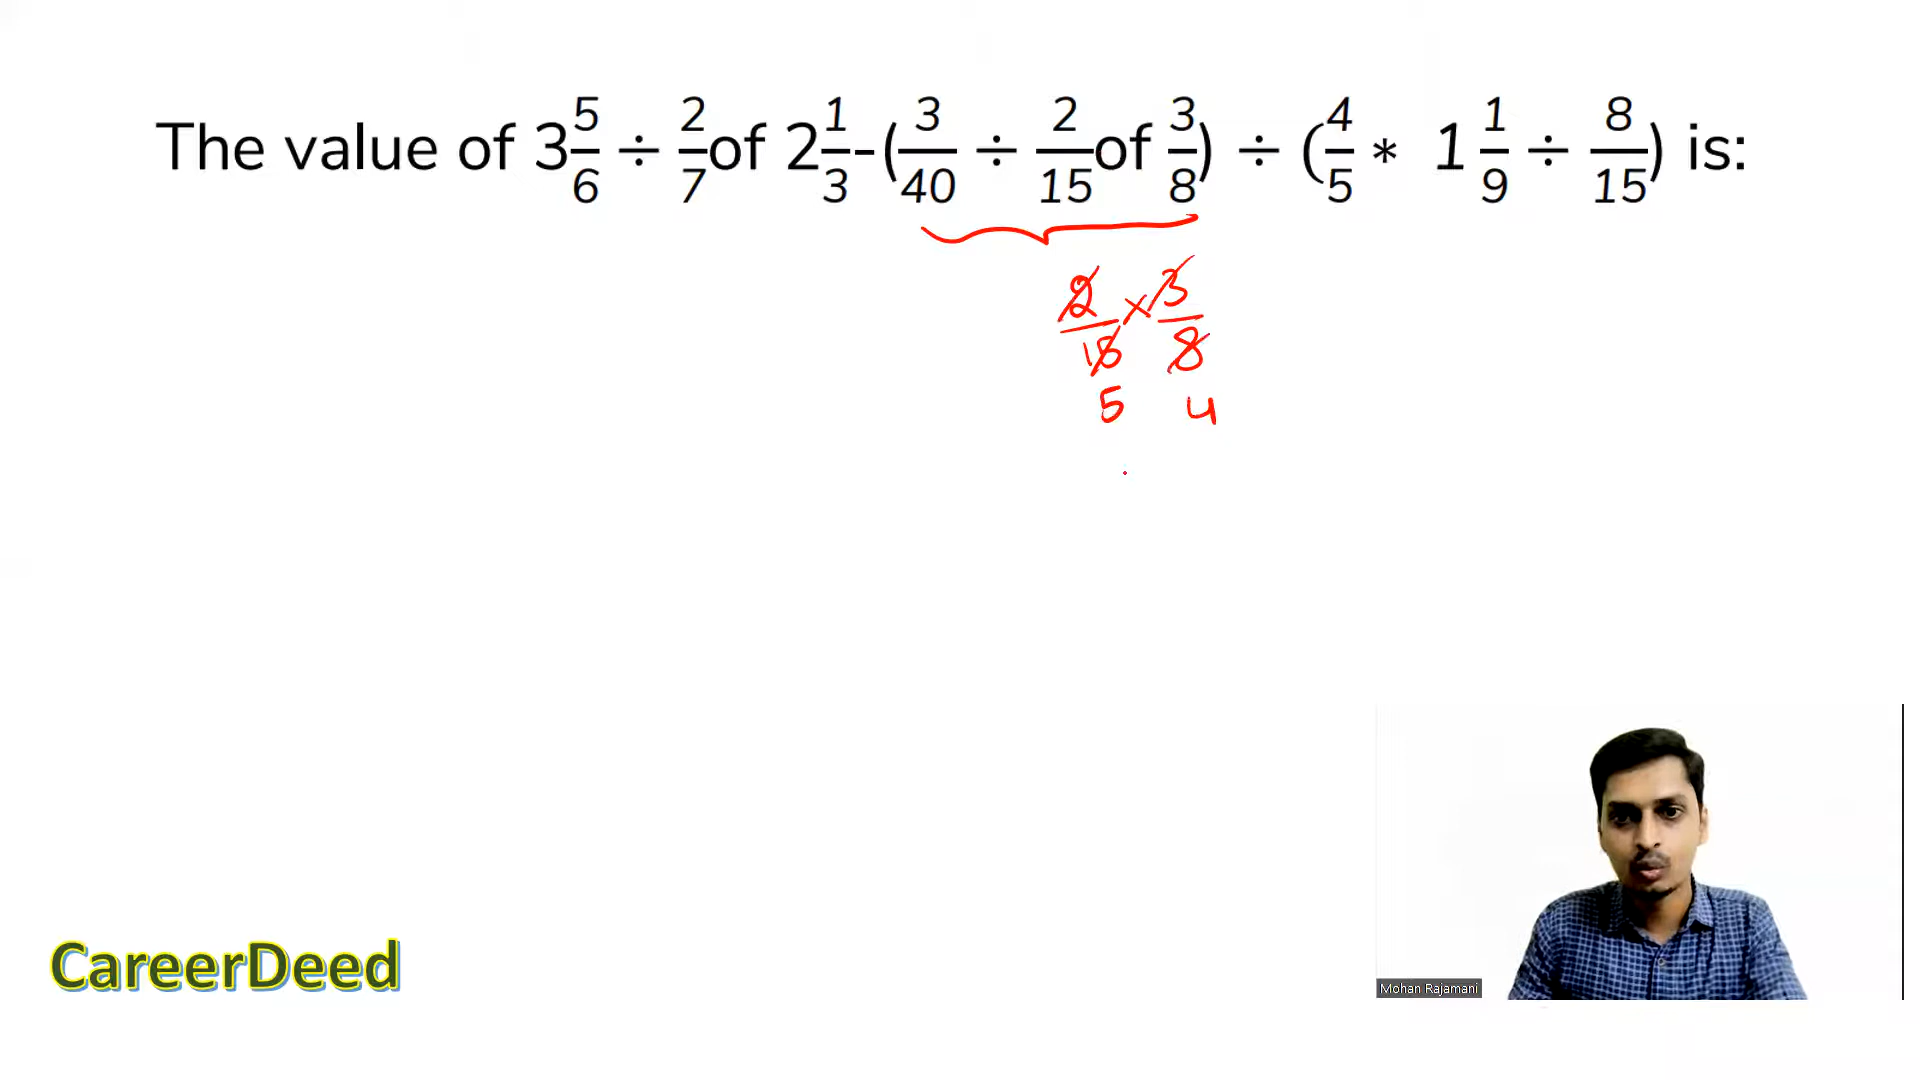 The value of 3 5/6 ÷ 2/7 of 2 1/3-(3/40 ÷ 2/15 of 3/8) ÷ (4/5 * 1 1/9 ÷ 8/15) is:
2/15 × 3/8
5 4
CareerDeed
Mohan Rajamani